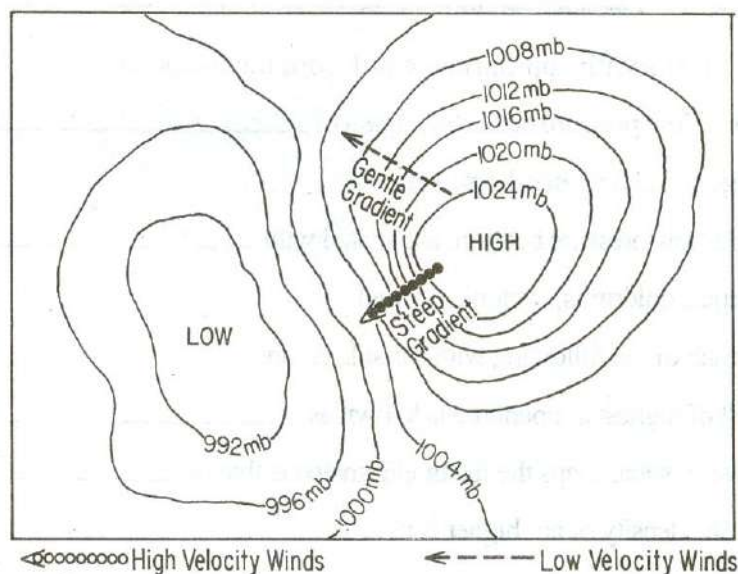 1008mb
1012mb
1016mb
1020mb
1024mb
Gentle
Gradient
HIGH
Steep
Gradient
LOW
992mb
996mb
1000mb
1004mb
High Velocity Winds
Low Velocity Winds